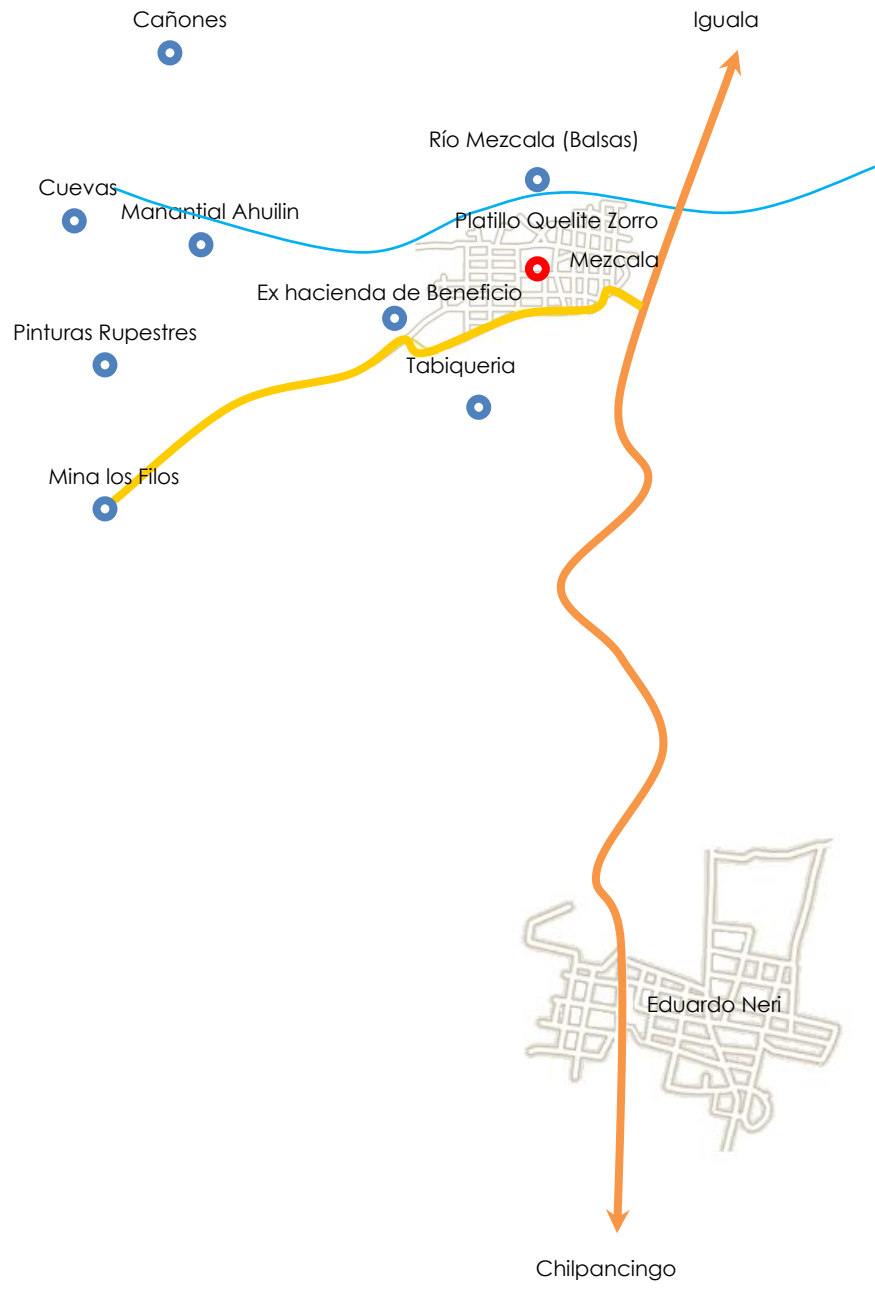 Cañones
Iguala
Río Mezcala (Balsas)
Cuevas
Manantial Ahuilin
Platillo Quelite Zorro
Mezcala
Ex hacienda de Beneficio
Pinturas Rupestres
Tabiqueria
Mina los Filos
Eduardo Neri
Chilpancingo